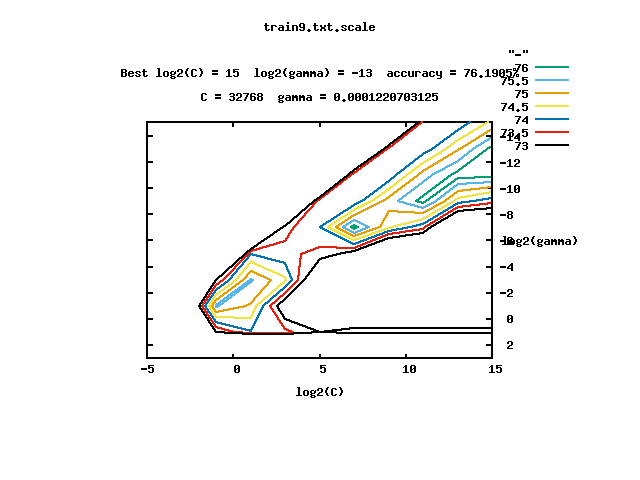 train9.txt.scale
"-"
Best log2(C) = 15 log2(gamma) = -13 accuracy = 76.1905%
C = 32768 gamma = 0.0001220703125
76
75.5
75
74.5
74
73.5
73
-14
-12
-10
-8
-6
log2(gamma)
-4
-2
0
2
-5 0 5 10 15
log2(C)